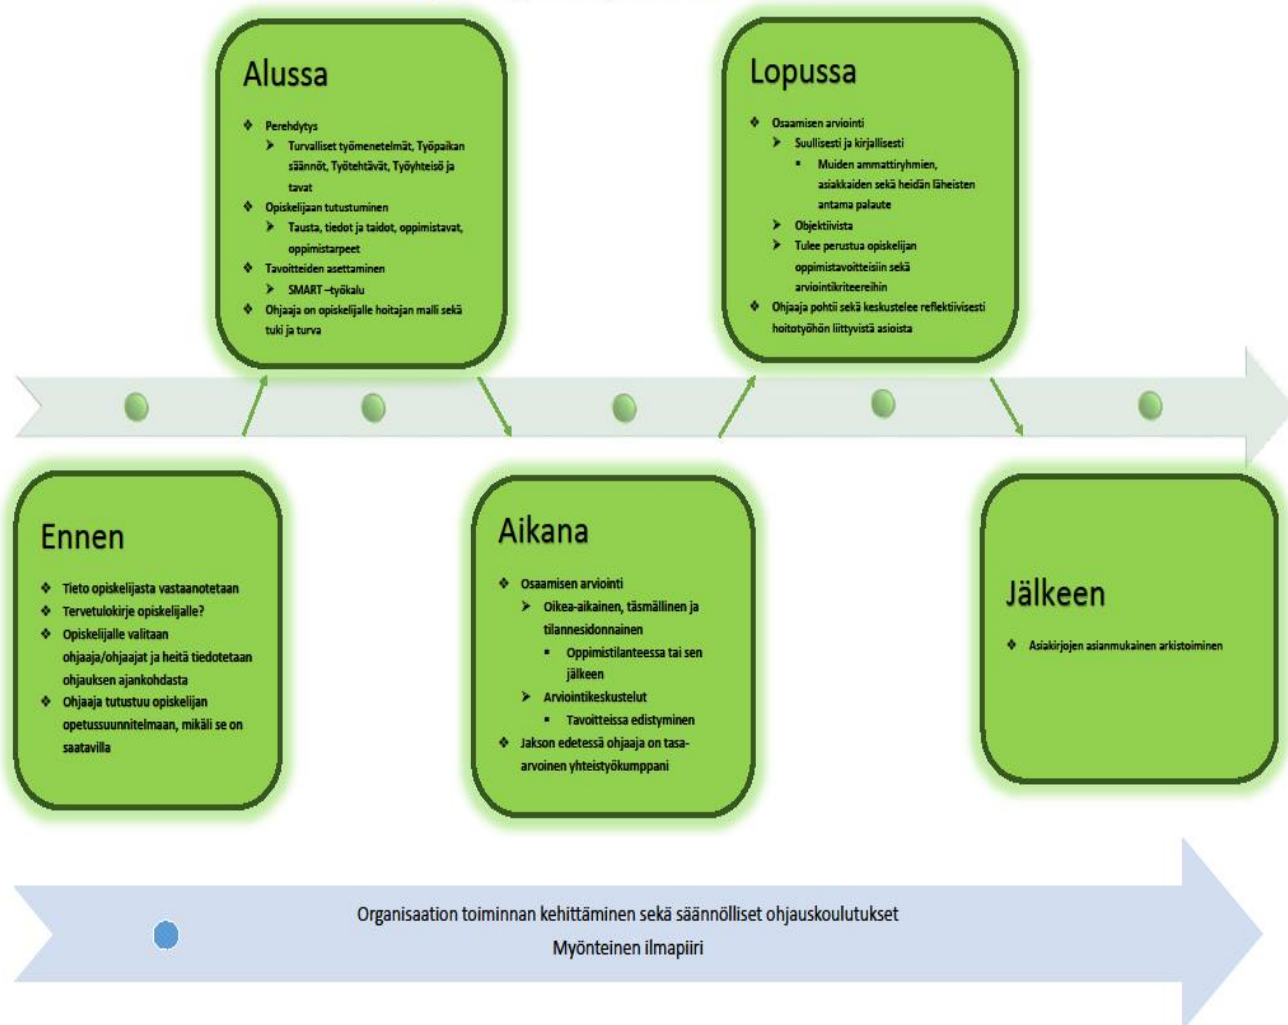 Alussa
Perehdytys
Turvalliset työmenetelmät, Työpaikan
säännöt, Työtehtävät, Työyhteisö ja
tavat
Opiskelijaan tutustuminen
Tausta, tiedot ja taidot, oppimistavat,
oppimistarpeet
Tavoitteiden asettaminen
SMART –työkalu
Ohjaaja on opiskelijalle hoitajan malli sekä
tuki ja turva
Lopussa
Osaamisen arviointi
Suullisesti ja kirjallisesti
Muiden ammattiryhmien,
asiakkaiden sekä heidän läheisten
antama palaute
Objektiivista
Tulee perustua opiskelijan
oppimistavoitteisiin sekä
arviointikriteereihin
Ohjaaja pohtii sekä keskustelee reflektiivisesti
hoitotyöhön liittyvistä asioista
Ennen
Tieto opiskelijasta vastaanotetaan
Tervetulokirje opiskelijalle?
Opiskelijalle valitaan
ohjaaja/ohjaajat ja heitä tiedotetaan
ohjauksen ajankohdasta
Ohjaaja tutustuu opiskelijan
opetussuunnitelmaan, mikäli se on
saatavilla
Aikana
Osaamisen arviointi
Oikea-aikainen, täsmällinen ja
tilannesidonnainen
Oppimistilanteessa tai sen
jälkeen
Arviointikeskustelut
Tavoitteissa edistyminen
Jakson edetessä ohjaaja on tasa-
arvoinen yhteistyökumppani
Jälkeen
Asiakirjojen asianmukainen arkistoiminen
Organisaation toiminnan kehittäminen sekä säännölliset ohjauskoulutukset
Myönteinen ilmapiiri